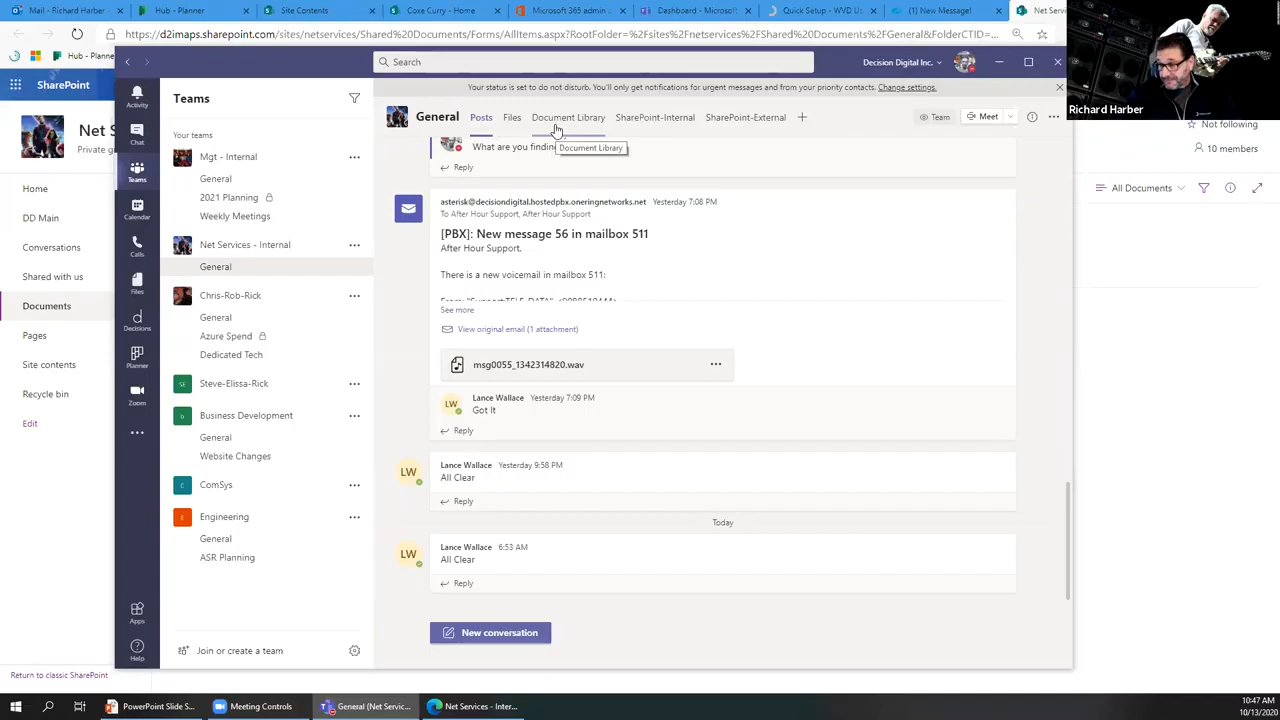 Mail - Richard Harber -
Hub - Planner
Site Contents
Coxe Curry - Home
Microsoft 365 admin
Dashboard - Microsoft
Quick Setup - WVD Us
(1) New Message!
Net Serv
https://d2imaps.sharepoint.com/sites/netservices/Shared%20Documents/Forms/AllItems.aspx?RootFolder=%2Fsites%2Fnetservices%2FShared%20Documents%2FGeneral&FolderCTID=...
Hub - Planner
Richard Harber
SharePoint
Search
Decision Digital Inc.
Your status is set to do not disturb. You'll only get notifications for urgent messages and from your priority contacts. Change settings.
Net S
Private gr
Not following
10 members
All Documents
Home
DD Main
Conversations
Shared with us
Documents
Pages
Site contents
Recycle bin
Edit
Return to classic SharePoint
Activity
Chat
Teams
Calendar
Calls
Files
Decisions
Planner
Zoom
Apps
Help
Teams
Your teams
Mgt - Internal
General
2021 Planning
Weekly Meetings
Net Services - Internal
General
Chris-Rob-Rick
General
Azure Spend
Dedicated Tech
SE Steve-Elissa-Rick
Business Development
General
Website Changes
C ComSys
E Engineering
General
ASR Planning
Join or create a team
General Posts Files Document Library SharePoint-Internal SharePoint-External +
Team Meet
What are you findin
Document Library
Reply
asterisk@decisiondigital.hostedpbx.oneringnetworks.net Yesterday 7:08 PM
To After Hour Support, After Hour Support
[PBX]: New message 56 in mailbox 511
After Hour Support,
There is a new voicemail in mailbox 511:
See more
View original email (1 attachment)
msg0055_1342314820.wav
LW Lance Wallace Yesterday 7:09 PM
Got It
Reply
LW Lance Wallace Yesterday 9:58 PM
All Clear
Reply
Today
LW Lance Wallace 6:53 AM
All Clear
Reply
New conversation
PowerPoint Slide S...
Meeting Controls
General (Net Servic...
Net Services - Inter...
10:47 AM
10/13/2020